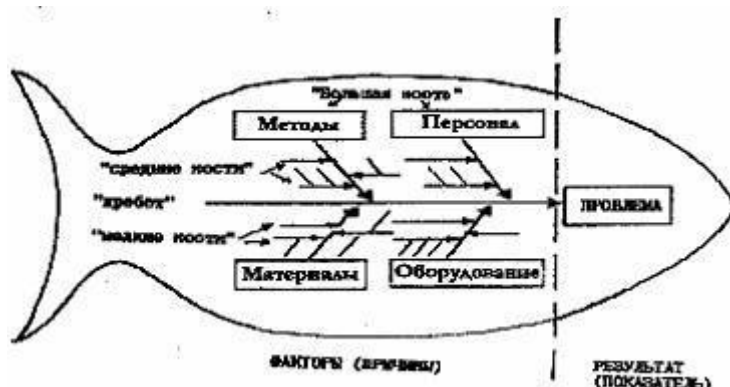 "Большая кость"
Методы
Персонал
"средние кости"
"хребет"
ПРОБЛЕМА
"мелкие кости"
Материалы
Оборудование
ФАКТОРЫ (ПРИЧИНЫ)
РЕЗУЛЬТАТ
(ПОКАЗАТЕЛЬ)